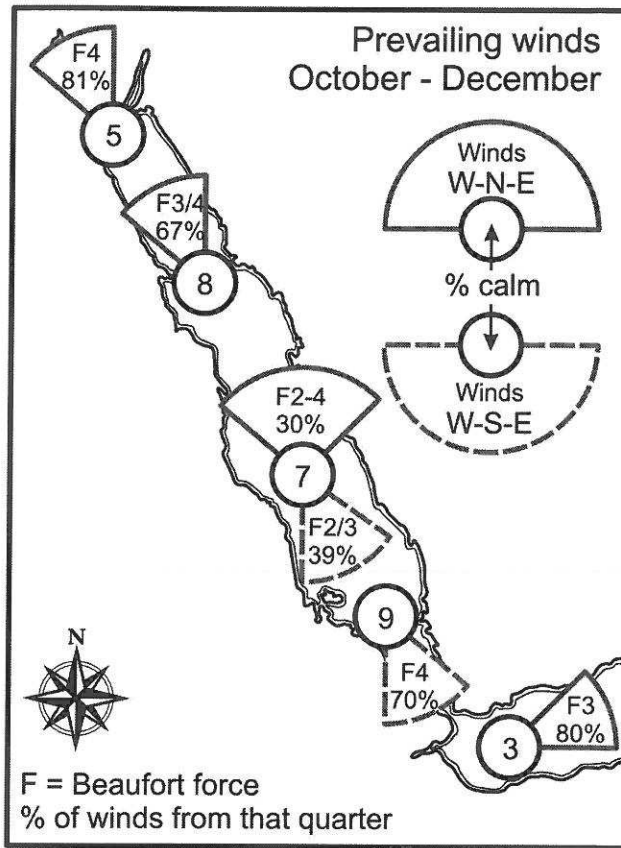 Prevailing winds
October - December
F4
81%
5
Winds
W-N-E
F3/4
67%
8
% calm
Winds
W-S-E
F2-4
30%
7
F2/3
39%
9
F4
70%
N
F3
80%
3
F = Beaufort force
% of winds from that quarter